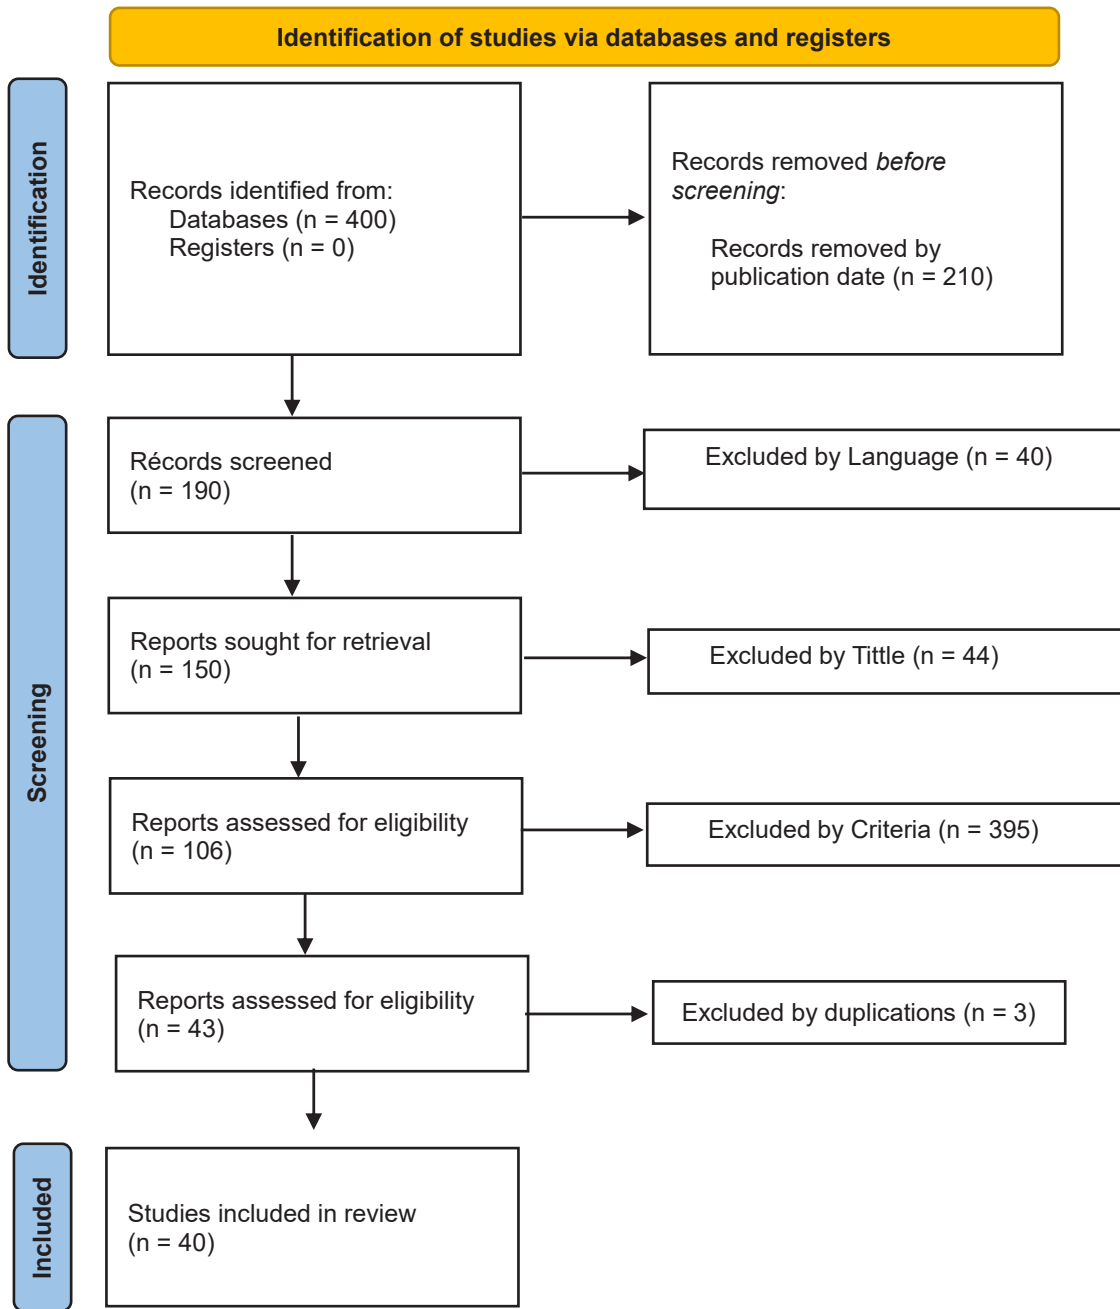 Identification of studies via databases and registers
Identification
Records identified from:
Databases (n = 400)
Registers (n = 0)
Records removed before
screening:
Records removed by
publication date (n = 210)
Screening
Récords screened
(n = 190)
Excluded by Language (n = 40)
Reports sought for retrieval
(n = 150)
Excluded by Tittle (n = 44)
Reports assessed for eligibility
(n = 106)
Excluded by Criteria (n = 395)
Reports assessed for eligibility
(n = 43)
Excluded by duplications (n = 3)
Included
Studies included in review
(n = 40)